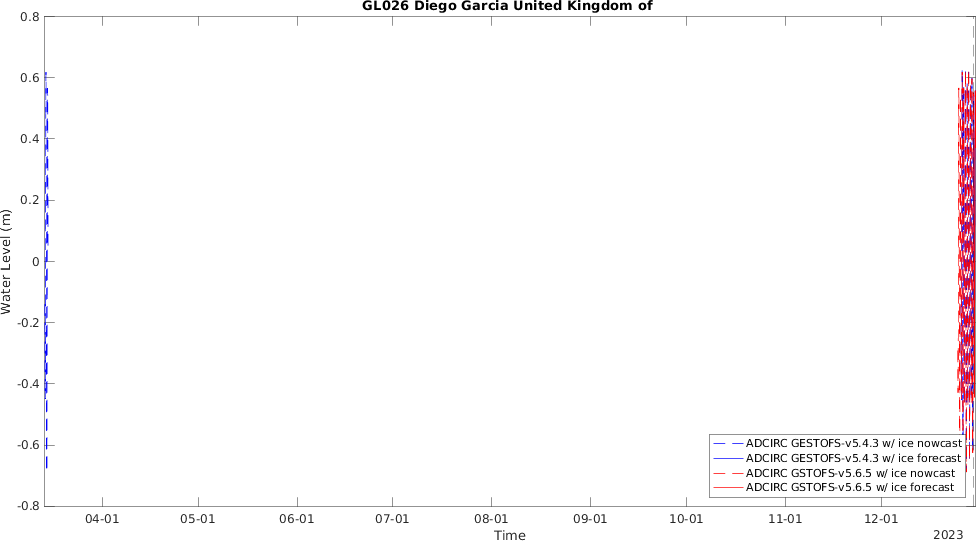 GL026 Diego Garcia United Kingdom of
0.8
0.6
0.4
0.2
0
-0.2
-0.4
-0.6
-0.8
Water Level (m)
04-01 05-01 06-01 07-01 08-01 09-01 10-01 11-01 12-01
Time
2023
ADCIRC GESTOFS-v5.4.3 w/ ice nowcast
ADCIRC GESTOFS-v5.4.3 w/ ice forecast
ADCIRC GSTOFS-v5.6.5 w/ ice nowcast
ADCIRC GSTOFS-v5.6.5 w/ ice forecast